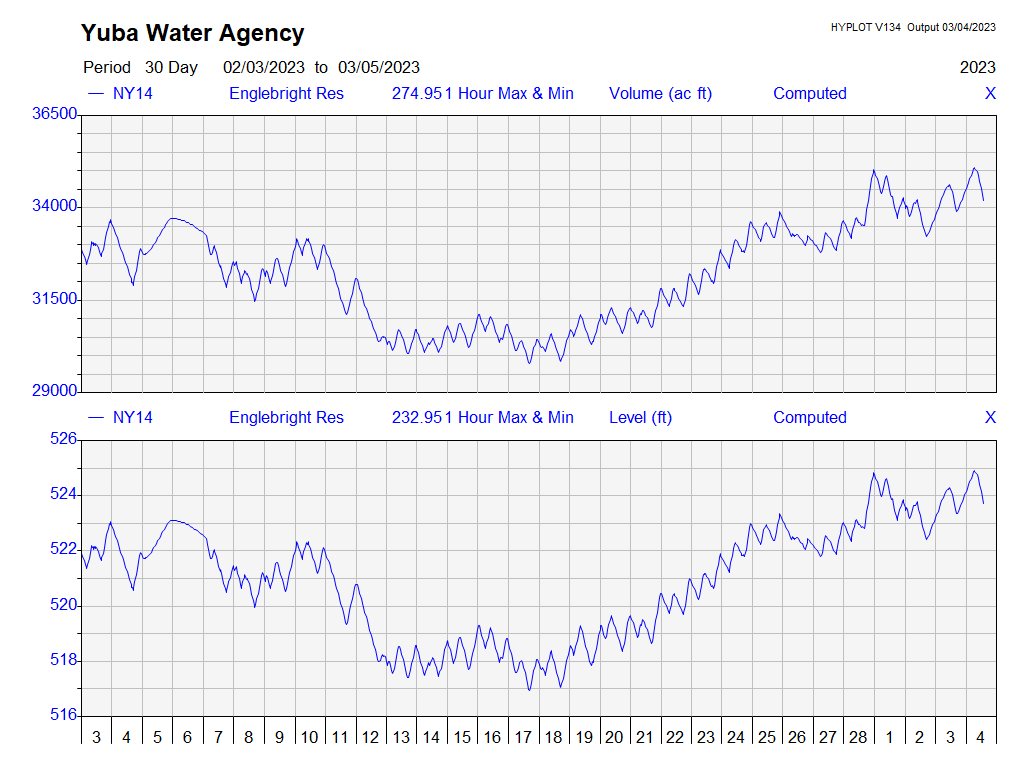 Yuba Water Agency
HYPLOT V134 Output 03/04/2023
Period 30 Day 02/03/2023 to 03/05/2023
2023
NY14 Englebright Res 274.951 Hour Max & Min Volume (ac ft) Computed X
36500
34000
31500
29000
NY14 Englebright Res 232.951 Hour Max & Min Level (ft) Computed X
526
524
522
520
518
516
3 4 5 6 7 8 9 10 11 12 13 14 15 16 17 18 19 20 21 22 23 24 25 26 27 28 1 2 3 4